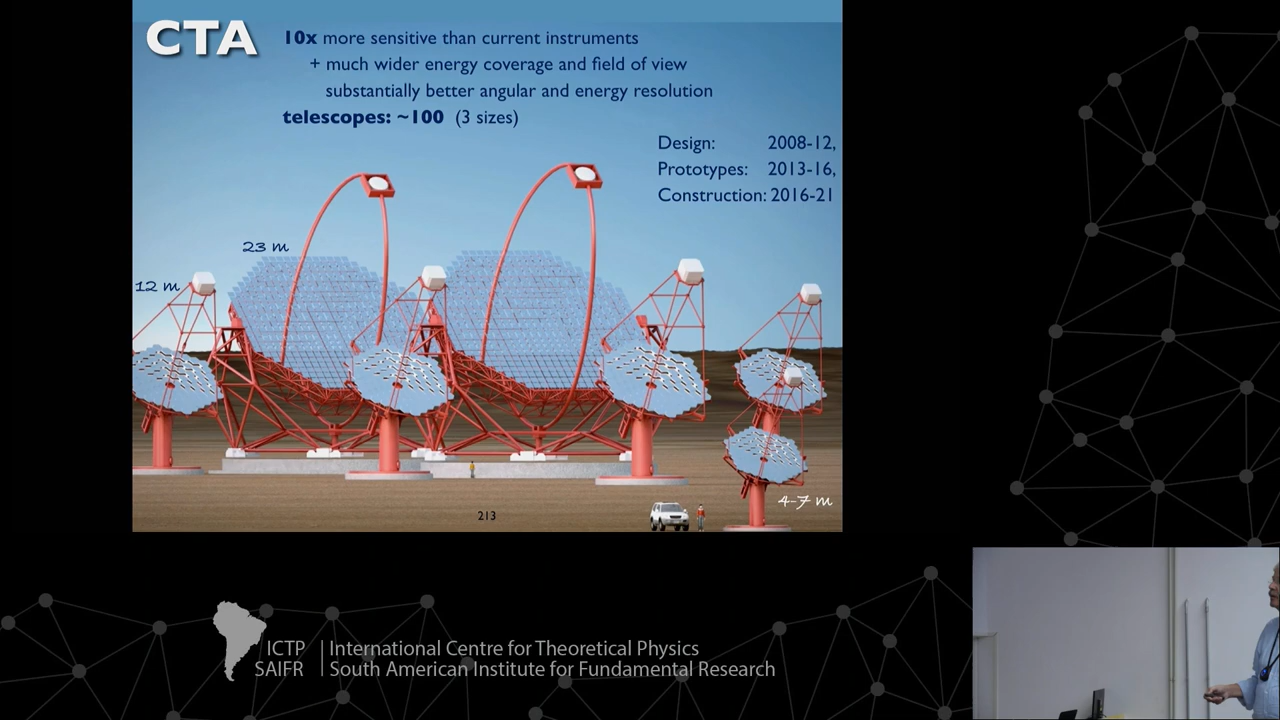 CTA
10x more sensitive than current instruments
+ much wider energy coverage and field of view
substantially better angular and energy resolution
telescopes: ~100 (3 sizes)
Design: 2008-12,
Prototypes: 2013-16,
Construction: 2016-21
23 m
12 m
4-7 m
213
ICTP
SAIFR
International Centre for Theoretical Physics
South American Institute for Fundamental Research